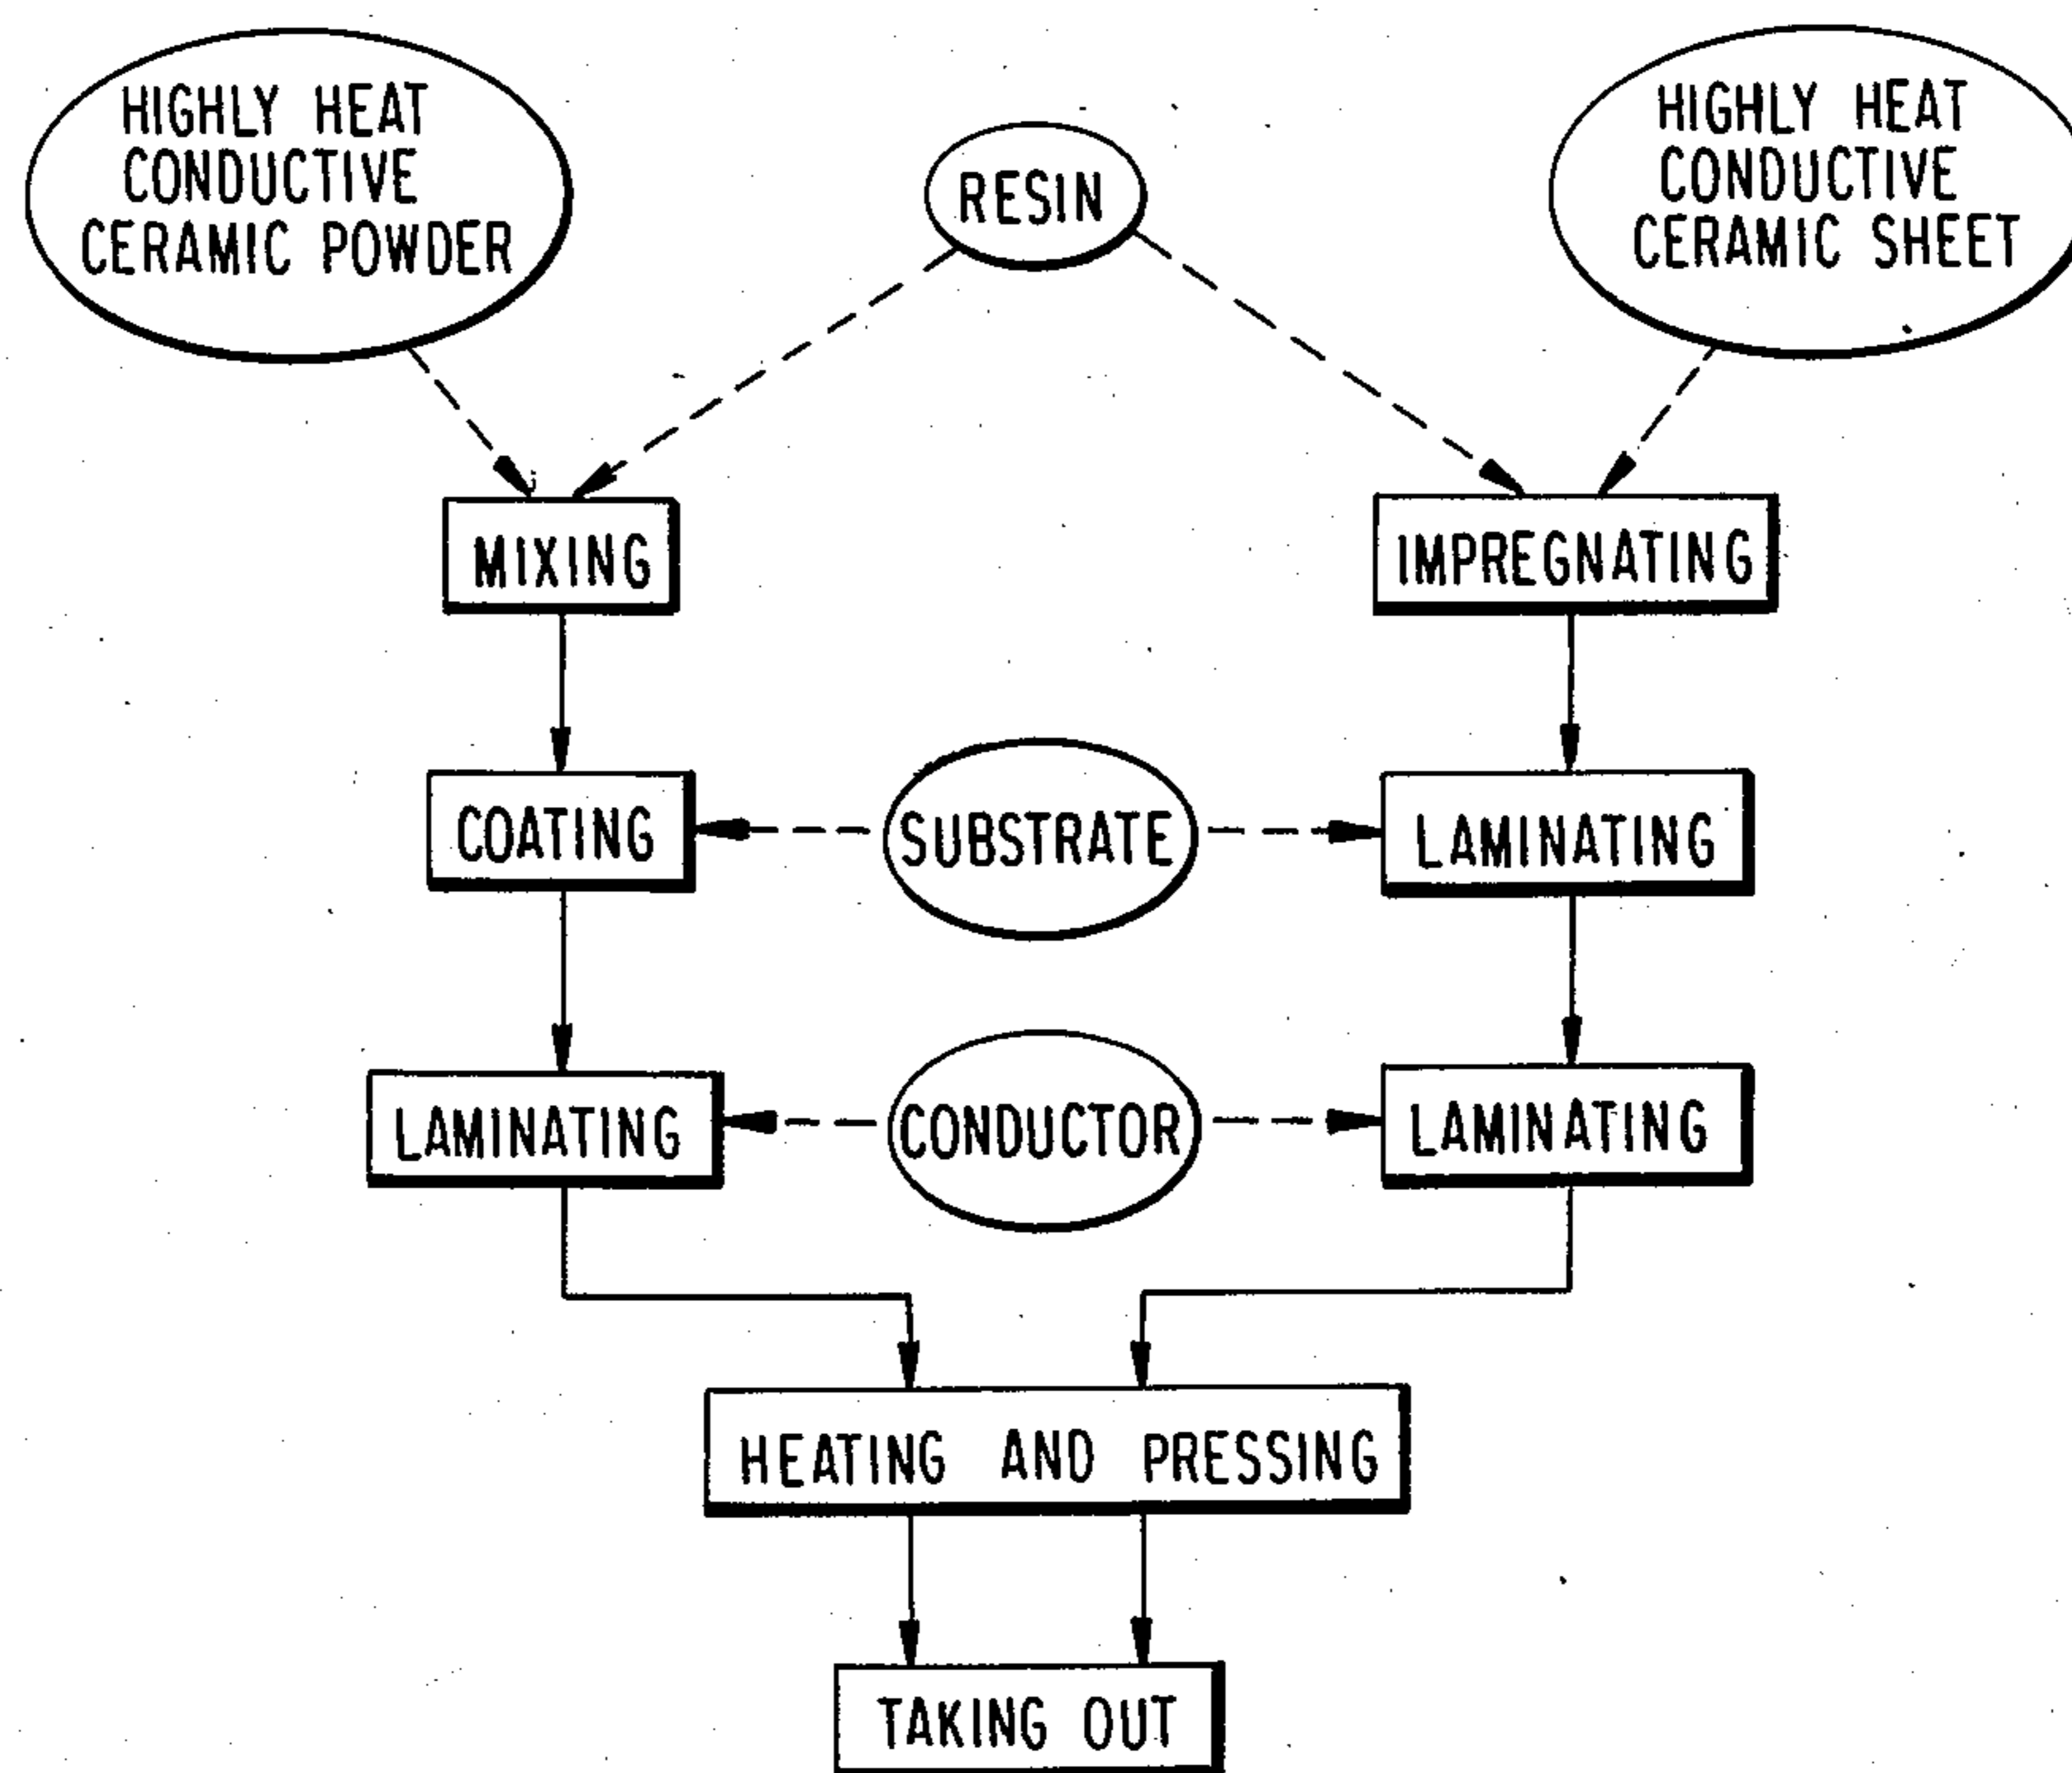 HIGHLY HEAT
CONDUCTIVE
CERAMIC POWDER
RESIN
HIGHLY HEAT
CONDUCTIVE
CERAMIC SHEET
MIXING
IMPREGNATING
COATING
SUBSTRATE
LAMINATING
LAMINATING
CONDUCTOR
LAMINATING
HEATING AND PRESSING
TAKING OUT